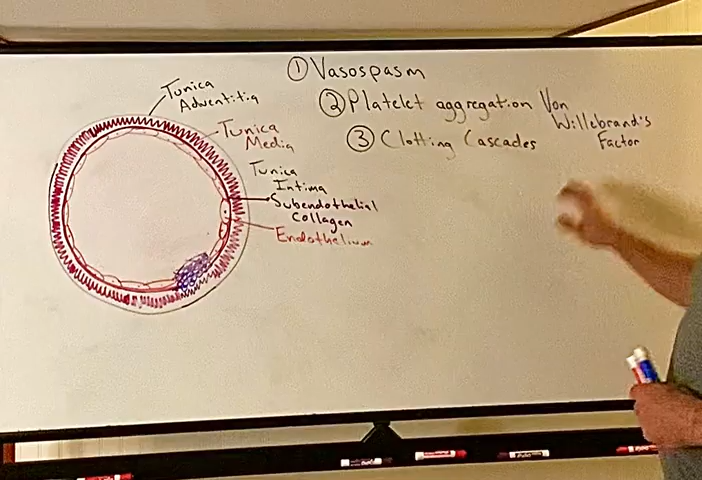 ① Vasospasm
② Platelet aggregation Von
Willebrand's
Factor
③ Clotting Cascades
Tunica
Adventitia
Tunica
Media
Tunica
Intima
Subendothelial
Collagen
Endothelium